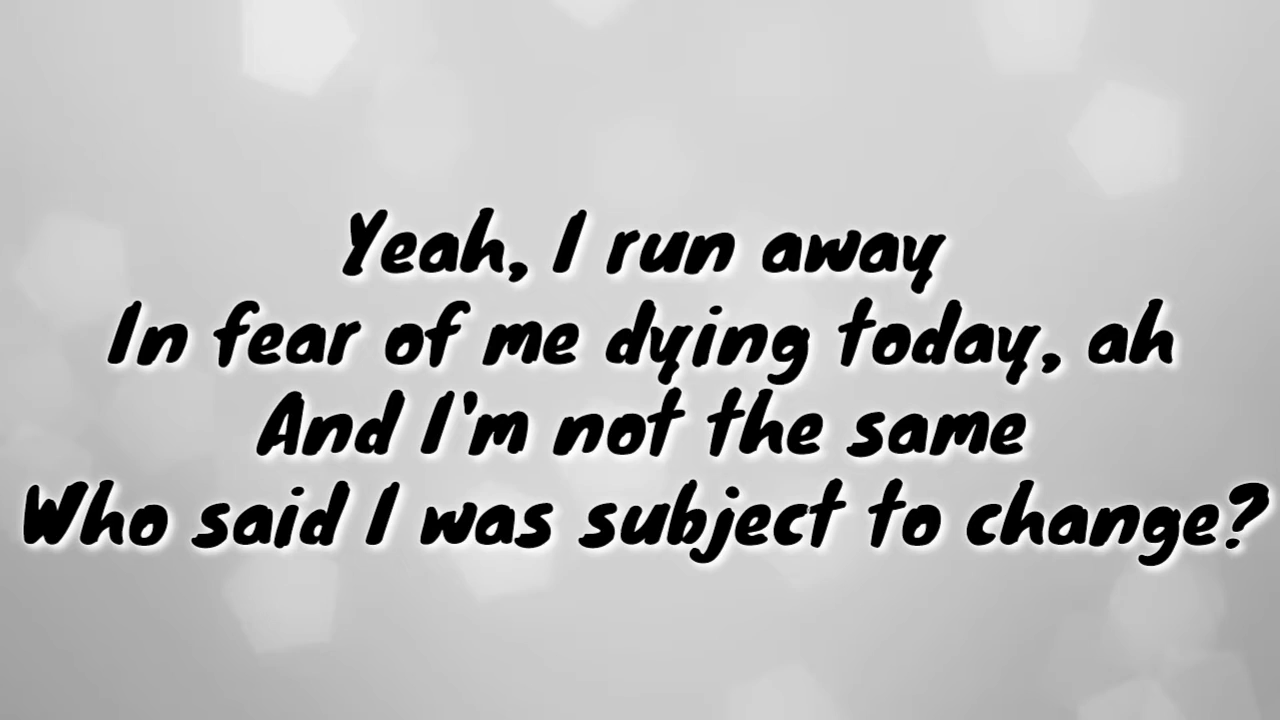 Yeah, I run away
In fear of me dying today, ah
And I'm not the same
Who said I was subject to change?